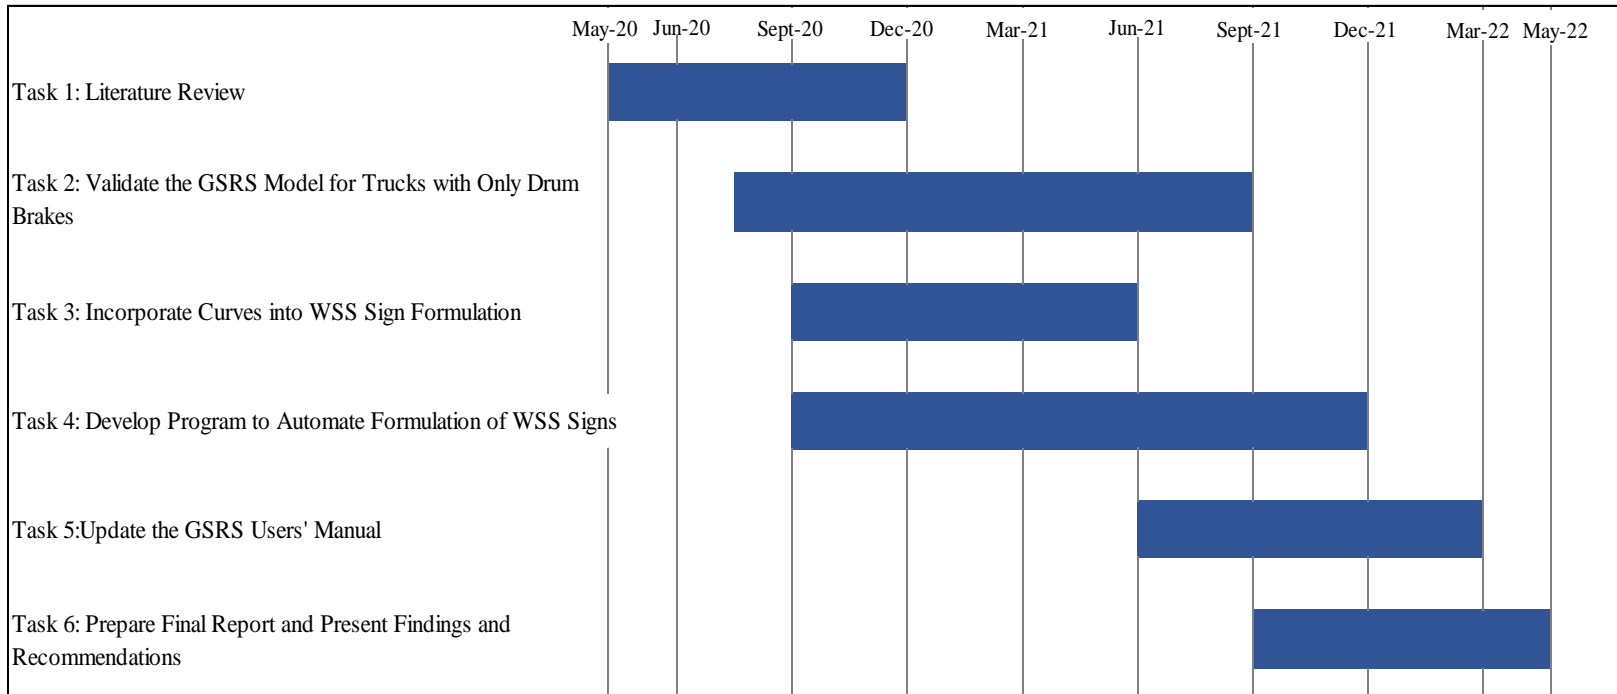 May-20 Jun-20 Sept-20 Dec-20 Mar-21 Jun-21 Sept-21 Dec-21 Mar-22 May-22
Task 1: Literature Review
Task 2: Validate the GSRS Model for Trucks with Only Drum
Brakes
Task 3: Incorporate Curves into WSS Sign Formulation
Task 4: Develop Program to Automate Formulation of WSS Signs
Task 5:Update the GSRS Users' Manual
Task 6: Prepare Final Report and Present Findings and
Recommendations